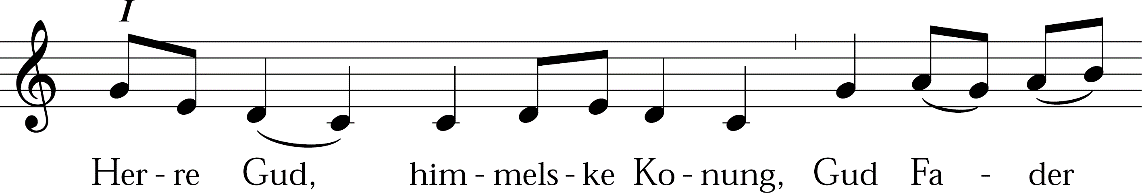 Her - re Gud, him - mels - ke Ko - nung, Gud Fa - der